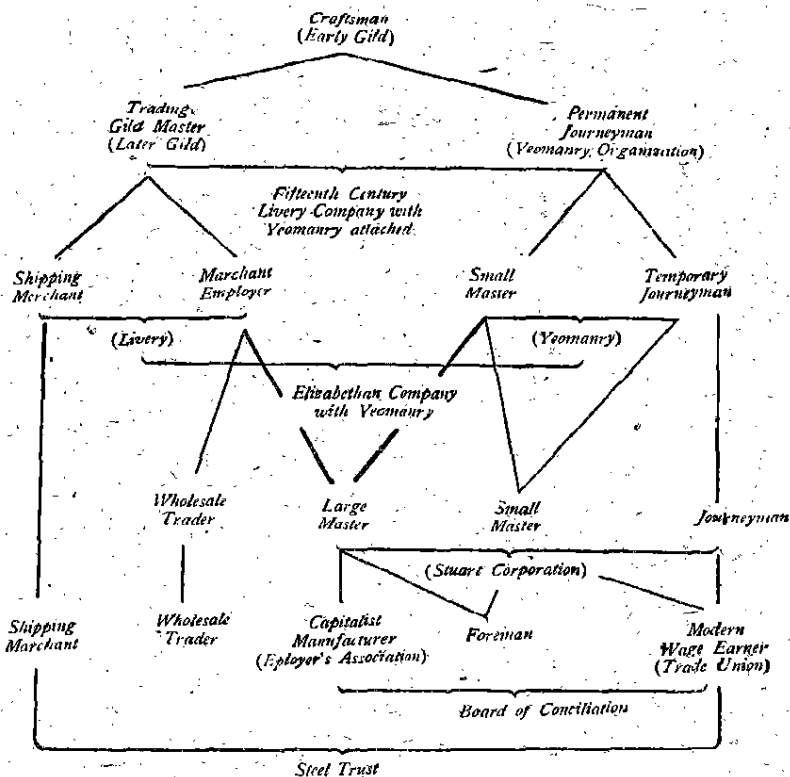 Craftsman
(Early Gild)
Trading
Gild Master
(Later Gild)
Permanent
Journeyman
(Yeomanry Organization)
Fifteenth Century
Livery Company with
Yeomanry attached.
Shipping
Merchant
Marchant
Employer
Small
Master
Temporary
Journeyman
(Livery)
(Yeomanry)
Elizabethan Company
with Yeomanry
Wholesale
Trader
Large
Master
Small
Master
Journeyman
(Stuart Corporation)
Shipping
Marchant
Wholesale
Trader
Capitalist
Manufacturer
(Eployer's Association)
Foreman
Modern
Wage Earner
(Trade Union)
Board of Conciliation
Steel Trust